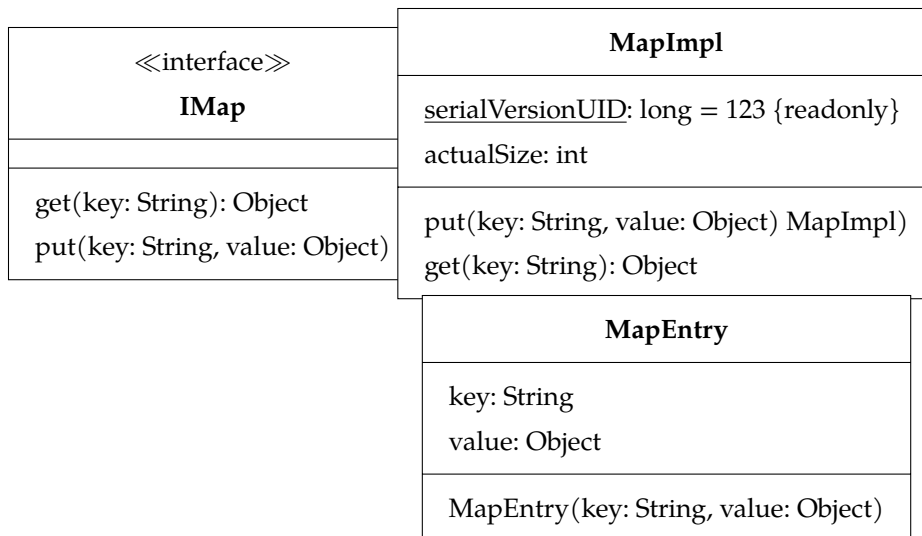 ≪interface≫
IMap
get(key: String): Object
put(key: String, value: Object)
MapImpl
serialVersionUID: long = 123 {readonly}
actualSize: int
put(key: String, value: Object) MapImpl)
get(key: String): Object
MapEntry
key: String
value: Object
MapEntry(key: String, value: Object)